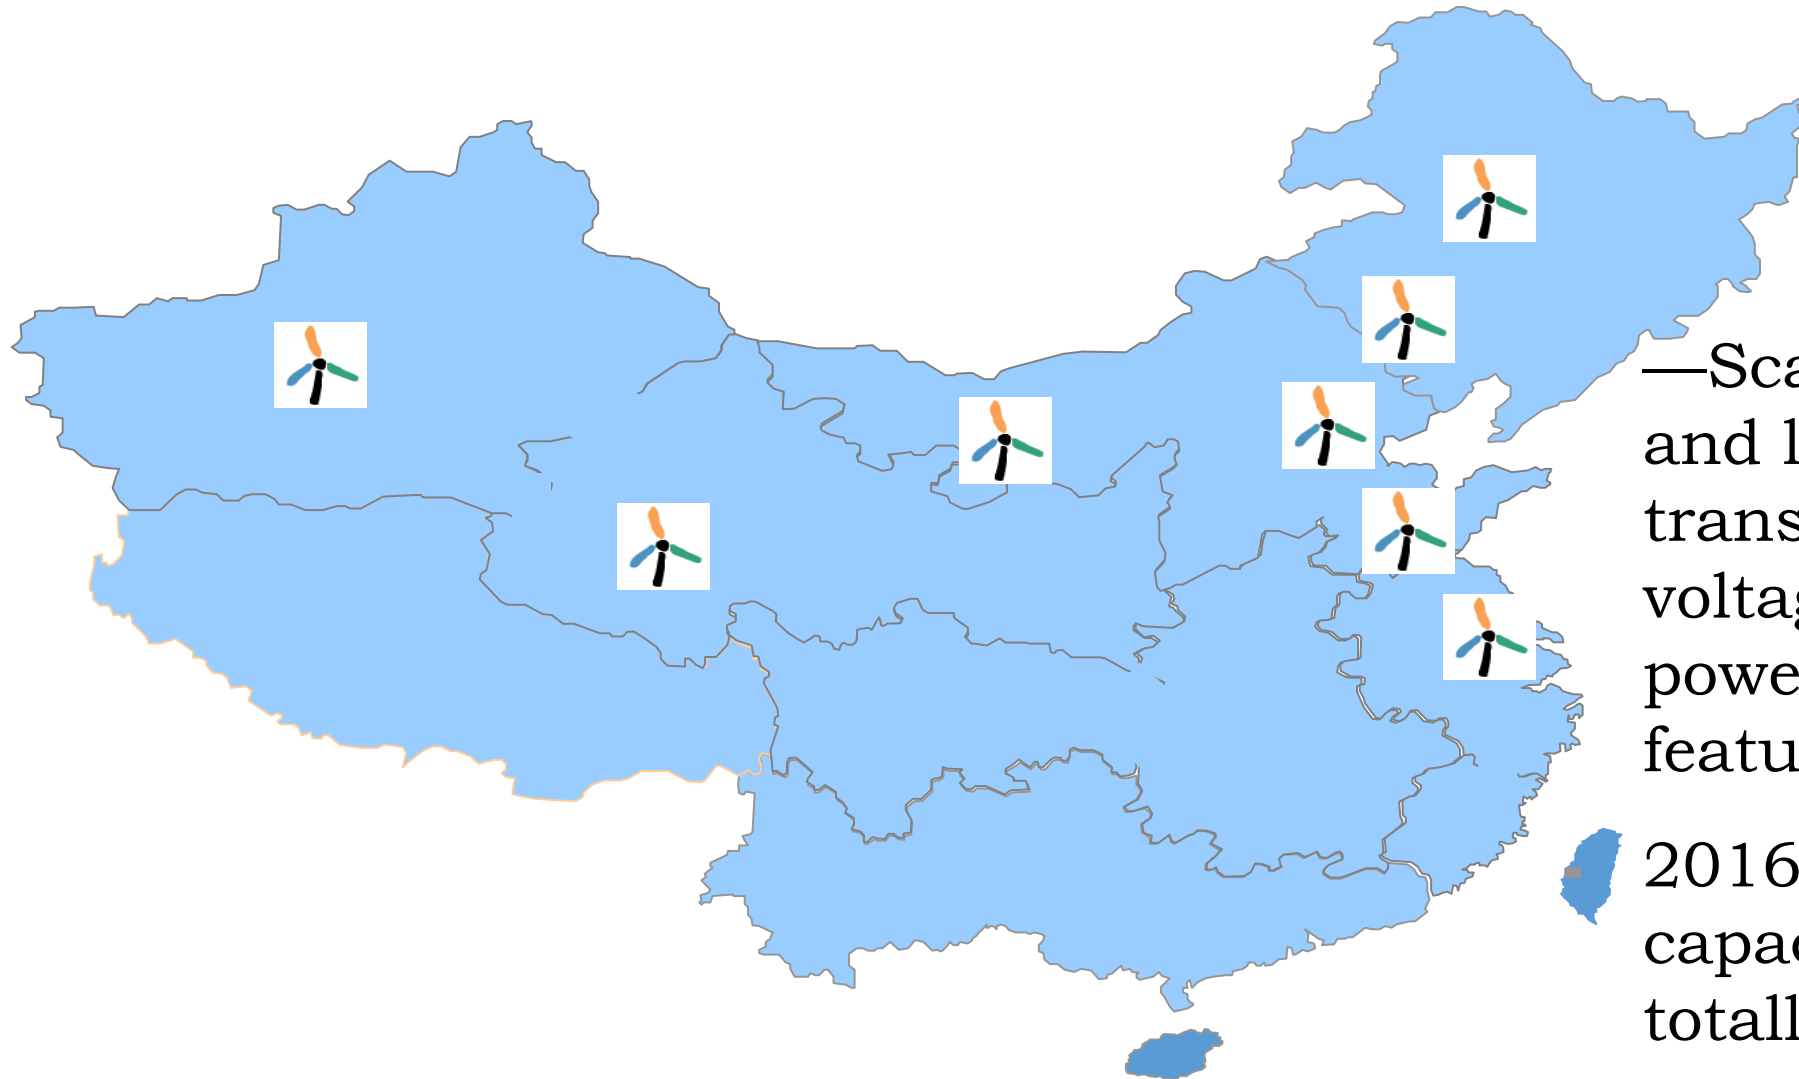 —Sca
and l
trans
voltag
powe
featu
2016
capac
totall